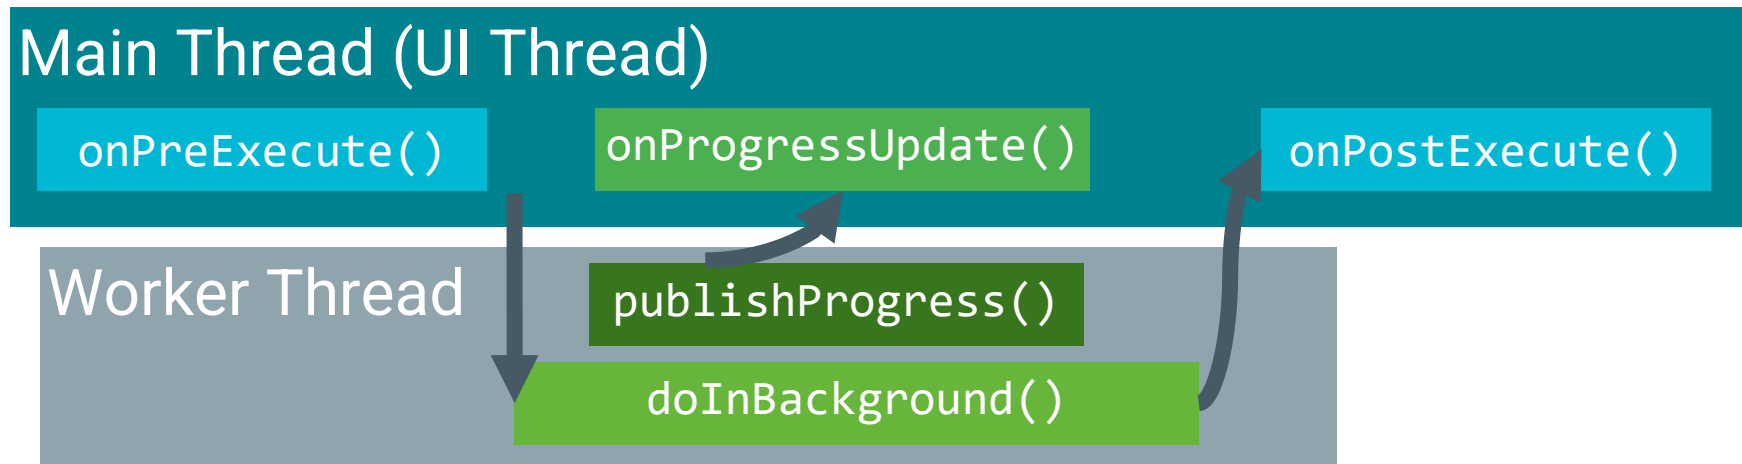 Main Thread (UI Thread)
onPreExecute()
onProgressUpdate()
onPostExecute()
Worker Thread
publishProgress()
doInBackground()